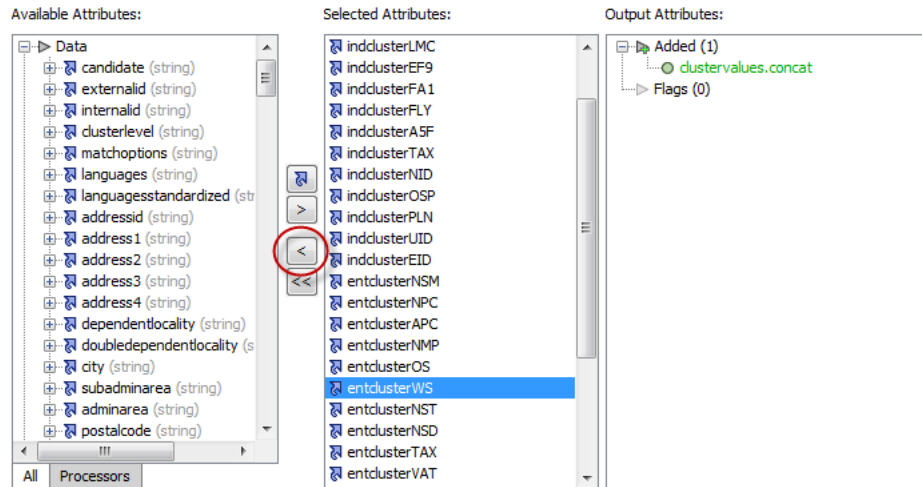 Available Attributes:
Data
candidate (string)
externalid (string)
internalid (string)
clusterlevel (string)
matchoptions (string)
languages (string)
languagesstandardized (str
addressid (string)
address1 (string)
address2 (string)
address3 (string)
address4 (string)
dependentlocality (string)
doubledependentlocality (s
city (string)
subadminarea (string)
adminarea (string)
postalcode (string)
All Processors
>
<
<<
Selected Attributes:
indclusterLMC
indclusterEF9
indclusterFA1
indclusterFLY
indclusterA5F
indclusterTAX
indclusterNID
indclusterOSP
indclusterPLN
indclusterUID
indclusterEID
entclusterNSM
entclusterNPC
entclusterAPC
entclusterNMP
entclusterOS
entclusterWS
entclusterNST
entclusterNSD
entclusterTAX
entclusterVAT
Output Attributes:
Added (1)
clustervalues.concat
Flags (0)